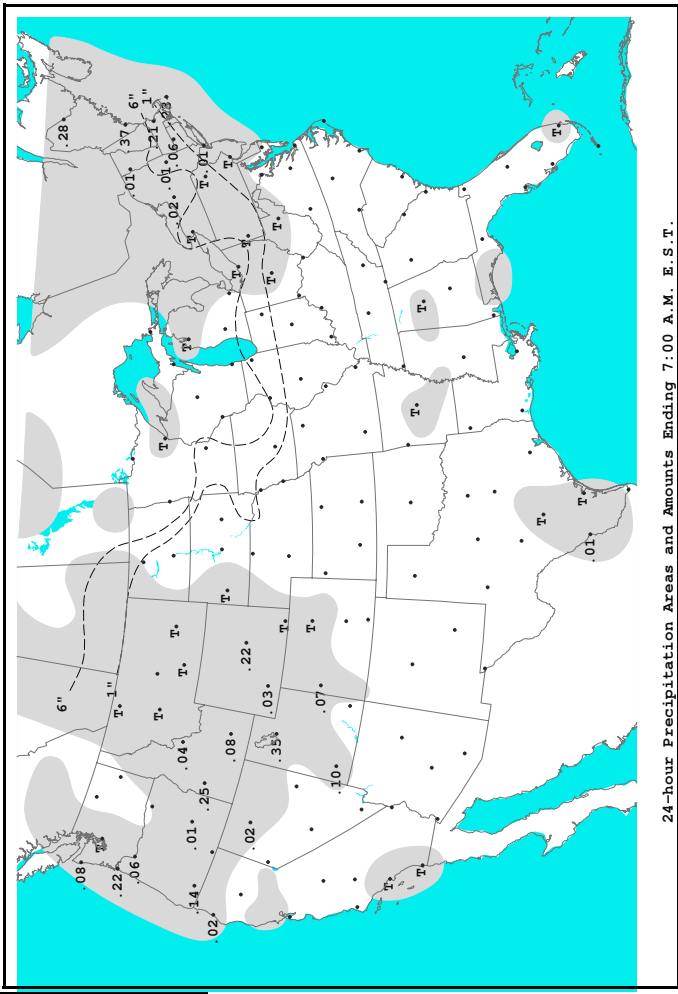 6" .28
.08
T
1"
.22 T .37
.01
.06 6"
1"
.21
T
T .01 .23
T .02 .06
.04 T T
.14 .01 T
.25 T .01
.02
T T
.08 T
.22 T
.02
.03 T
.35 T
T
T
.07
.10
T
T
T T
T
T
T
.01
24-hour Precipitation Areas and Amounts Ending 7:00 A.M. E.S.T.